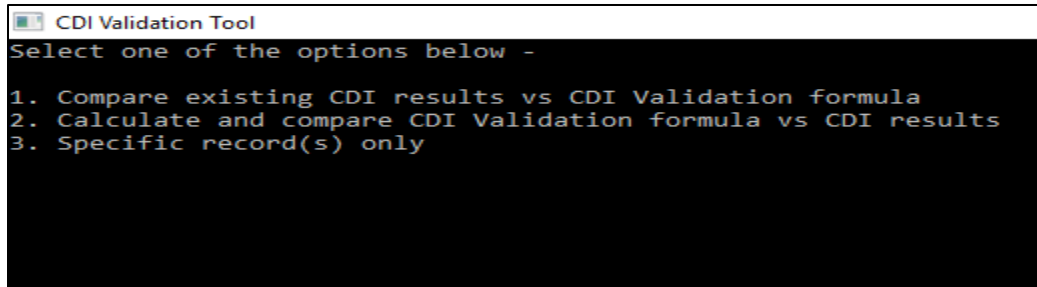 CDI Validation Tool
Select one of the options below -
1. Compare existing CDI results vs CDI Validation formula
2. Calculate and compare CDI Validation formula vs CDI results
3. Specific record(s) only